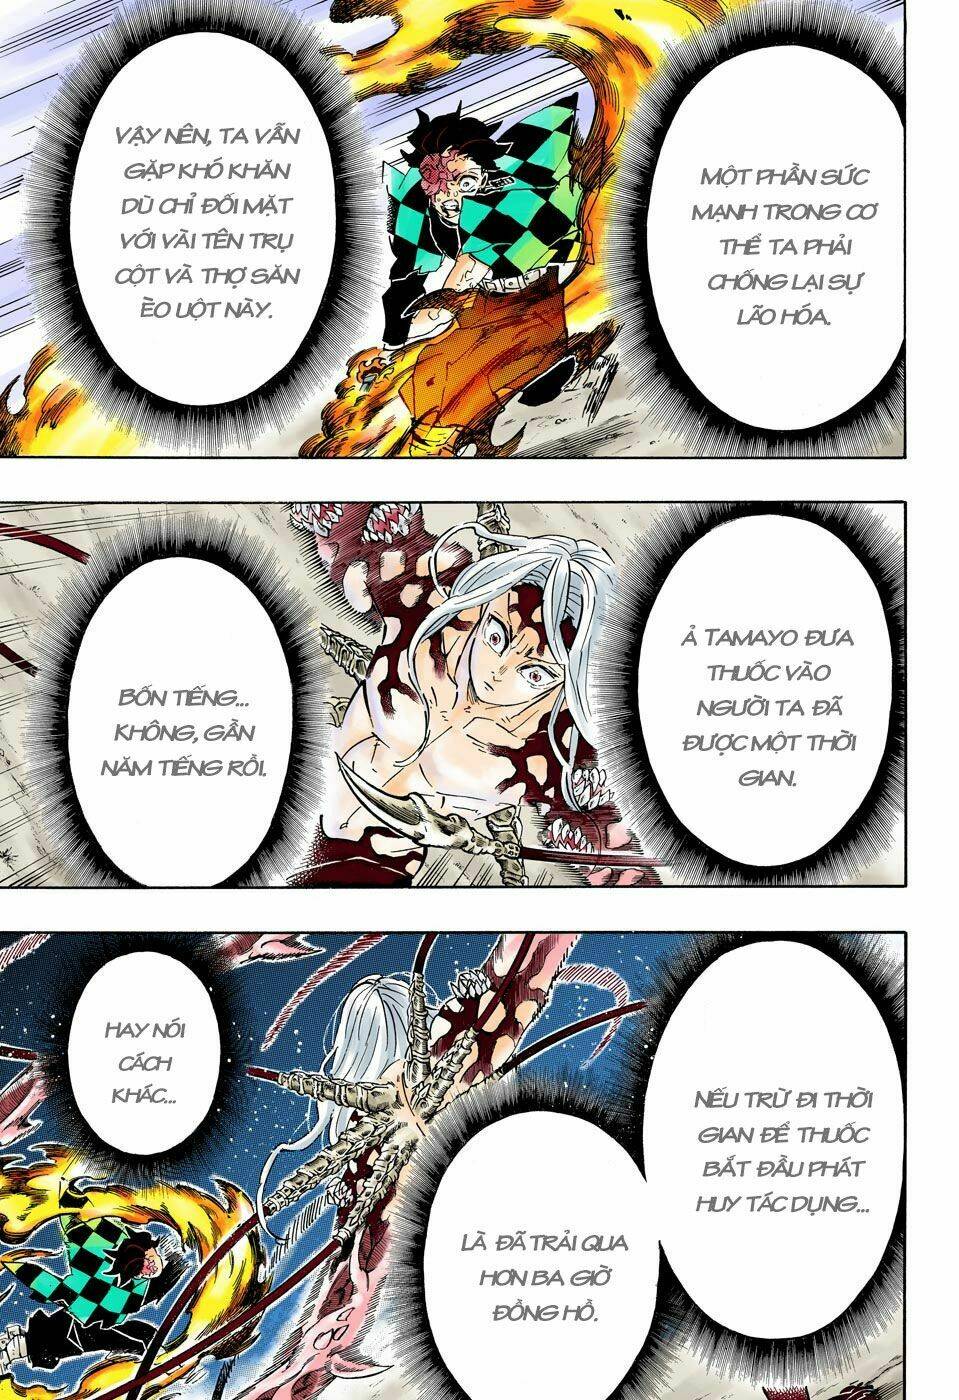 MỘT PHẦN SỨC
MẠNH TRONG CƠ
THỂ TA PHẢI
CHỐNG LẠI SỰ
LÃO HÓA.
VẬY NÊN, TA VẪN
GẶP KHÓ KHĂN
DÙ CHỈ ĐỐI MẶT
VỚI VÀI TÊN TRỤ
CỘT VÀ THỢ SĂN
ÈO UỘT NÀY.
Ả TAMAYO ĐƯA
THUỐC VÀO
NGƯỜI TA ĐÃ
ĐƯỢC MỘT THỜI
GIAN.
BỐN TIẾNG...
KHÔNG, GẦN
NĂM TIẾNG RỒI.
NẾU TRỪ ĐI THỜI
GIAN ĐỂ THUỐC
BẮT ĐẦU PHÁT
HUY TÁC DỤNG...
LÀ ĐÃ TRẢI QUA
HƠN BA GIỜ
ĐỒNG HỒ.
HAY NÓI
CÁCH
KHÁC...